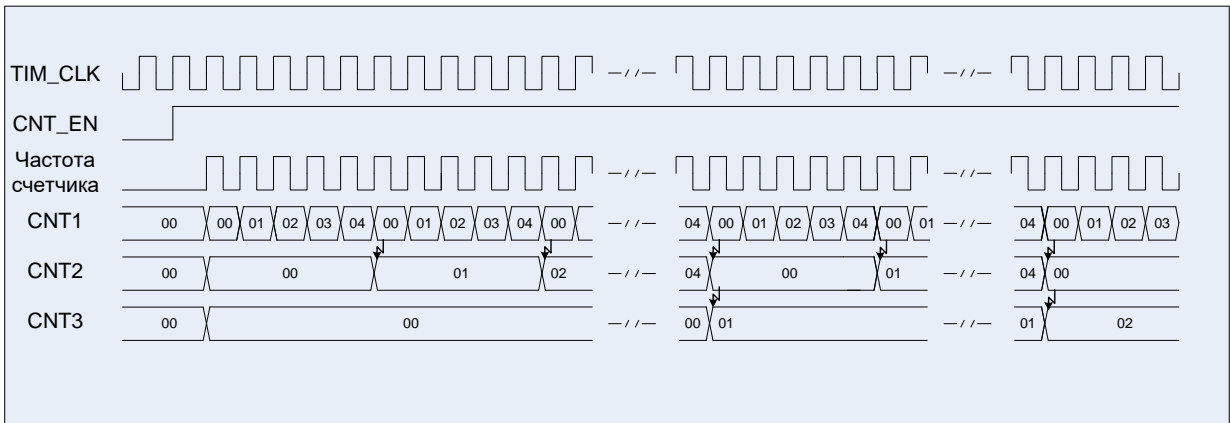 TIM_CLK
CNT_EN
Частота
счетчика
CNT1 00 00 01 02 03 04 00 01 02 03 04 00 04 00 01 02 03 04 00 01 04 00 01 02 03
CNT2 00 00 01 02 04 00 01 04 00
CNT3 00 00 00 01 01 02